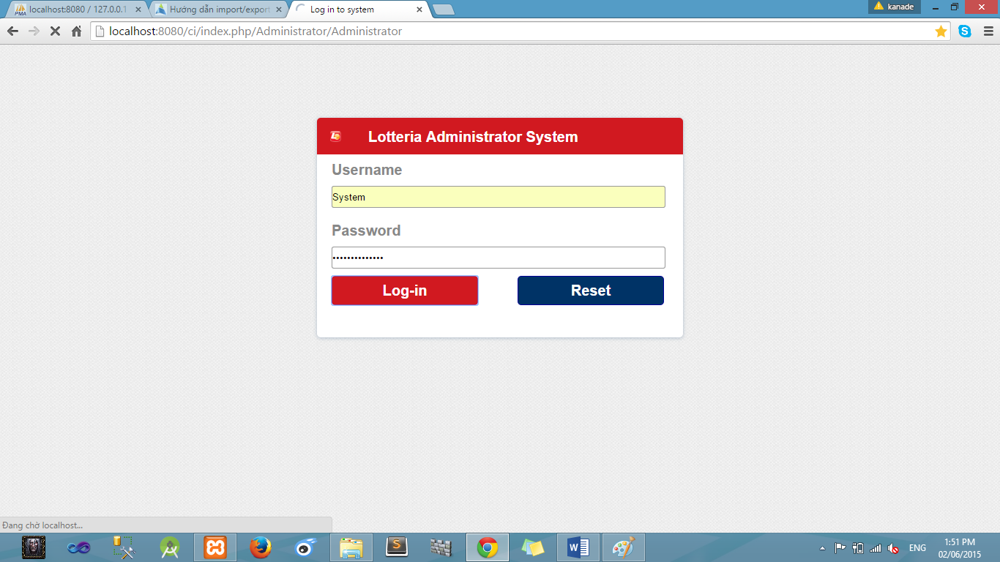 localhost:8080 / 127.0.0.1
Hướng dẫn import/export
Log in to system
kanade
localhost:8080/ci/index.php/Administrator/Administrator
Lotteria Administrator System
Username
System
Password
••••••••••••••
Log-in
Reset
Đang chờ localhost...
ENG
1:51 PM
02/06/2015